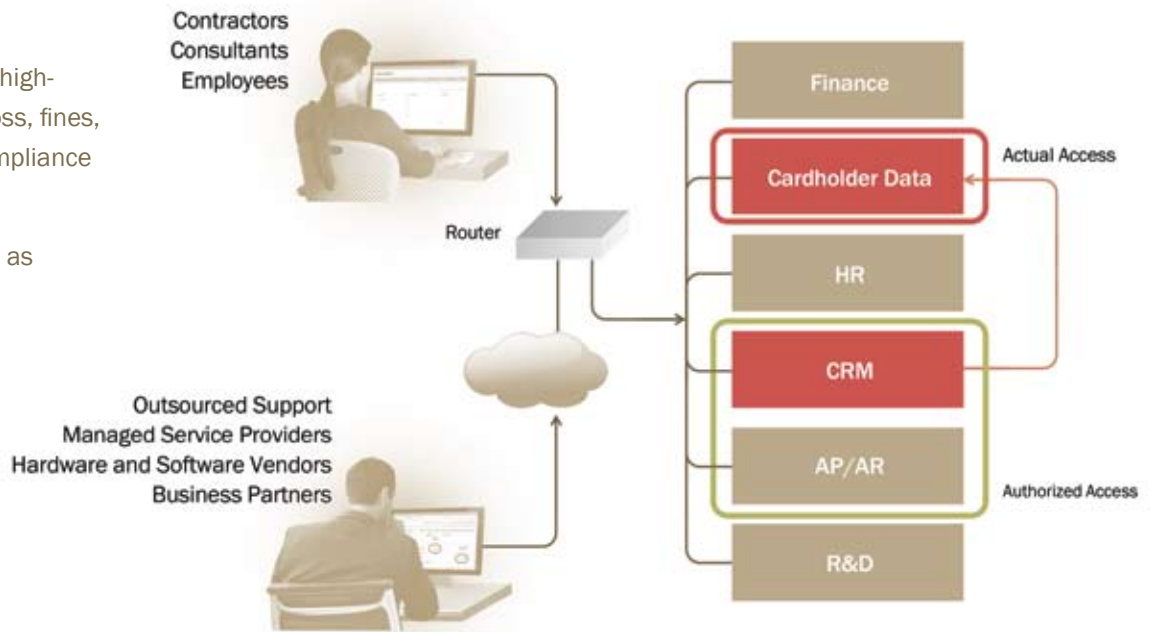 high-
oss, fines,
mpliance
as
Contractors
Consultants
Employees
Router
Outsourced Support
Managed Service Providers
Hardware and Software Vendors
Business Partners
Finance
Cardholder Data
HR
CRM
AP/AR
R&D
Actual Access
Authorized Access